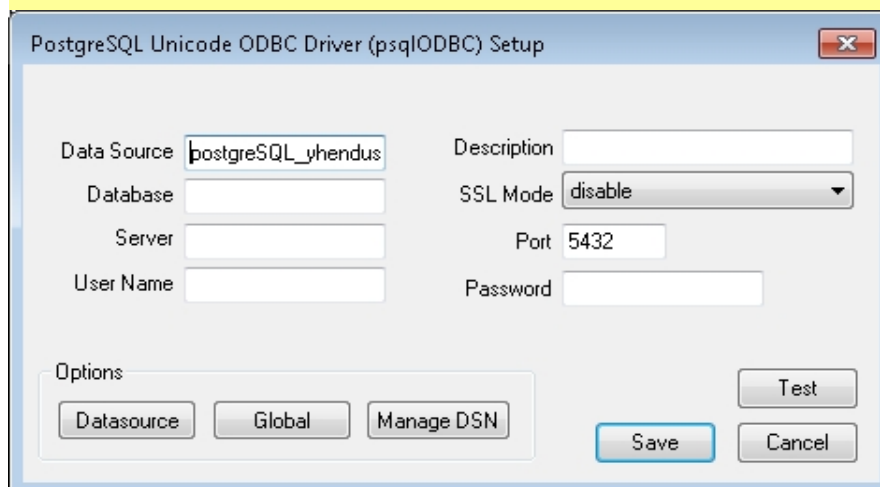 PostgreSQL Unicode ODBC Driver (psqlODBC) Setup
Data Source postgreSQL_yhendus
Description
Database
SSL Mode disable
Server
Port 5432
User Name
Password
Options
Datasource Global Manage DSN
Test
Save Cancel